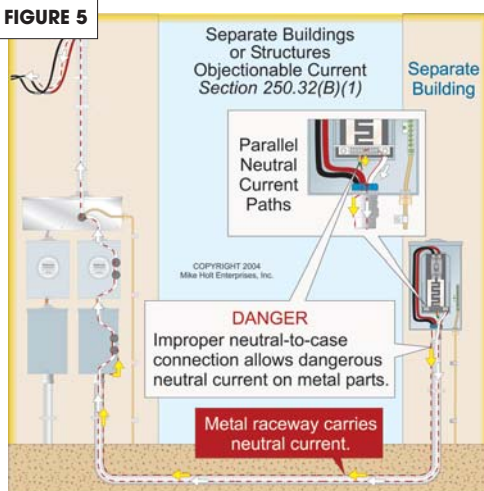 FIGURE 5
Separate Buildings
or Structures
Objectionable Current
Section 250.32(B)(1)
Separate
Building
Parallel
Neutral
Current
Paths
COPYRIGHT 2004
Mike Holt Enterprises, Inc.
DANGER
Improper neutral-to-case
connection allows dangerous
neutral current on metal parts.
Metal raceway carries
neutral current.